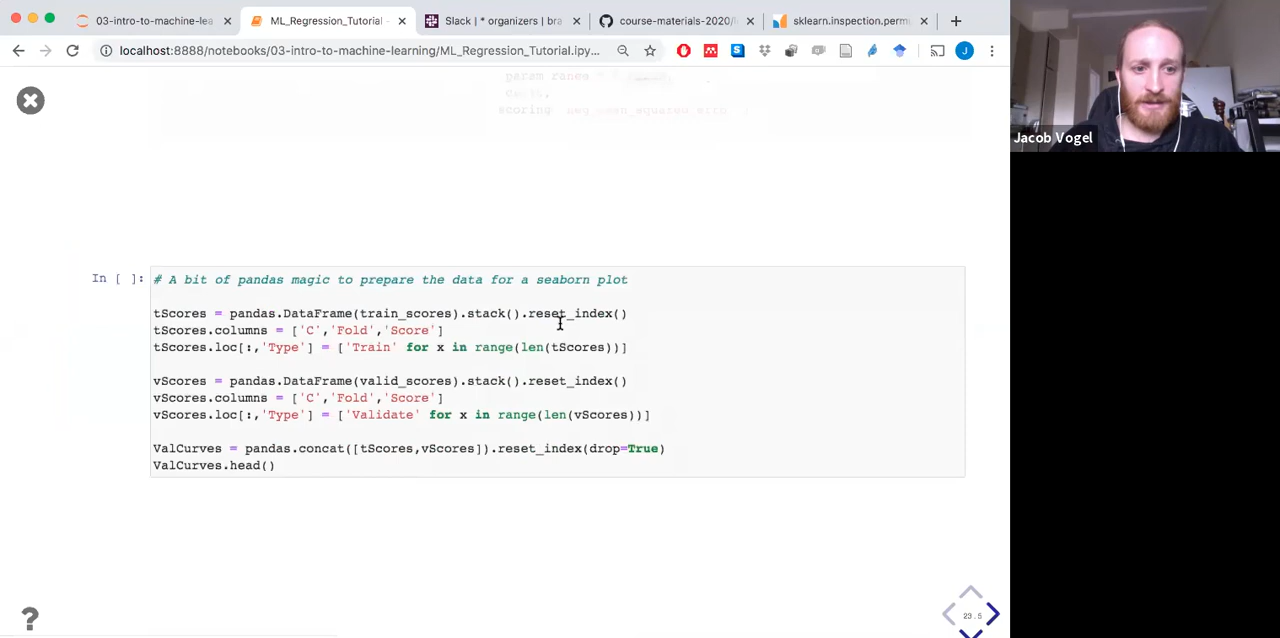 03-intro-to-machine-lea
ML_Regression_Tutorial -
Slack | * organizers | bra
course-materials-2020/
sklearn.inspection.perm
localhost:8888/notebooks/03-intro-to-machine-learning/ML_Regression_Tutorial.ipy...
Jacob Vogel
In [ ]:
# A bit of pandas magic to prepare the data for a seaborn plot
tScores = pandas.DataFrame(train_scores).stack().reset_index()
tScores.columns = ['C','Fold','Score']
tScores.loc[:,'Type'] = ['Train' for x in range(len(tScores))]
vScores = pandas.DataFrame(valid_scores).stack().reset_index()
vScores.columns = ['C','Fold','Score']
vScores.loc[:,'Type'] = ['Validate' for x in range(len(vScores))]
ValCurves = pandas.concat([tScores,vScores]).reset_index(drop=True)
ValCurves.head()
?
23.5